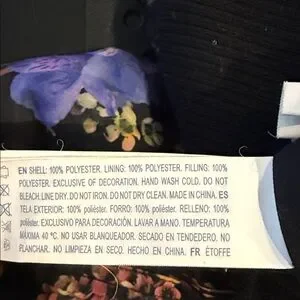 EN SHELL: 100% POLYESTER. LINING: 100% POLYESTER. FILLING: 100%
POLYESTER. EXCLUSIVE OF DECORATION. HAND WASH COLD. DO NOT
BLEACH. LINE DRY. DO NOT IRON. DO NOT DRY CLEAN. MADE IN CHINA. ES
TELA EXTERIOR: 100% poliéster. FORRO: 100% poliéster. RELLENO: 100%
poliéster. EXCLUSIVO PARA DECORACIÓN. LAVAR A MANO. TEMPERATURA
MÁXIMA 40 ºC. NO USAR BLANQUEADOR. SECADO EN TENDEDERO. NO
PLANCHAR. NO LIMPIEZA EN SECO. HECHO EN CHINA. FR ÉTOFFE